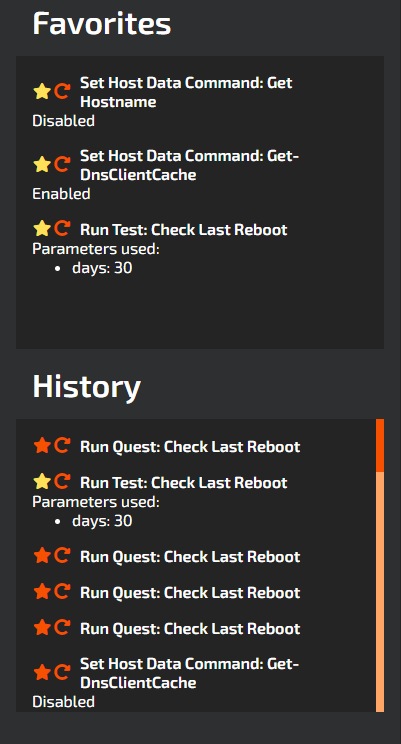 Favorites
Set Host Data Command: Get
Hostname
Disabled
Set Host Data Command: Get-
DnsClientCache
Enabled
Run Test: Check Last Reboot
Parameters used:
• days: 30
History
Run Quest: Check Last Reboot
Run Test: Check Last Reboot
Parameters used:
• days: 30
Run Quest: Check Last Reboot
Run Quest: Check Last Reboot
Run Quest: Check Last Reboot
Set Host Data Command: Get-
DnsClientCache
Disabled